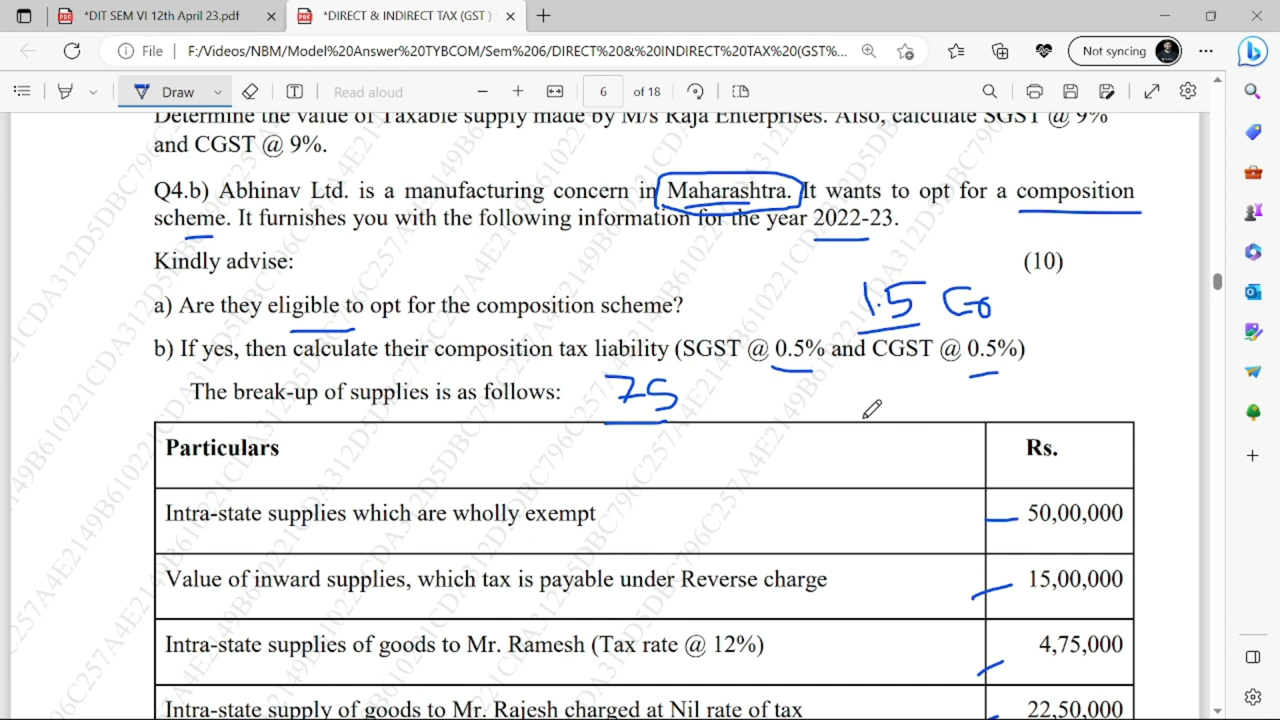 *DIT SEM VI 12th April 23.pdf
*DIRECT & INDIRECT TAX (GST )
File F:/Videos/NBM/Model%20Answer%20TYBCOM/Sem%206/DIRECT%20&%20INDIRECT%20TAX%20(GST%... Not syncing
Draw Read aloud 6 of 18
Determine the value of Taxable supply made by M/s Raja Enterprises. Also, calculate SGST @ 9%
and CGST @ 9%.
Q4.b) Abhinav Ltd. is a manufacturing concern in Maharashtra. It wants to opt for a composition
scheme. It furnishes you with the following information for the year 2022-23.
Kindly advise: (10)
a) Are they eligible to opt for the composition scheme? 1.5 Cr
b) If yes, then calculate their composition tax liability (SGST @ 0.5% and CGST @ 0.5%)
The break-up of supplies is as follows: 75
Particulars Rs.
Intra-state supplies which are wholly exempt 50,00,000
Value of inward supplies, which tax is payable under Reverse charge 15,00,000
Intra-state supplies of goods to Mr. Ramesh (Tax rate @ 12%) 4,75,000
Intra-state supply of goods to Mr. Rajesh charged at Nil rate of tax 22,50,000